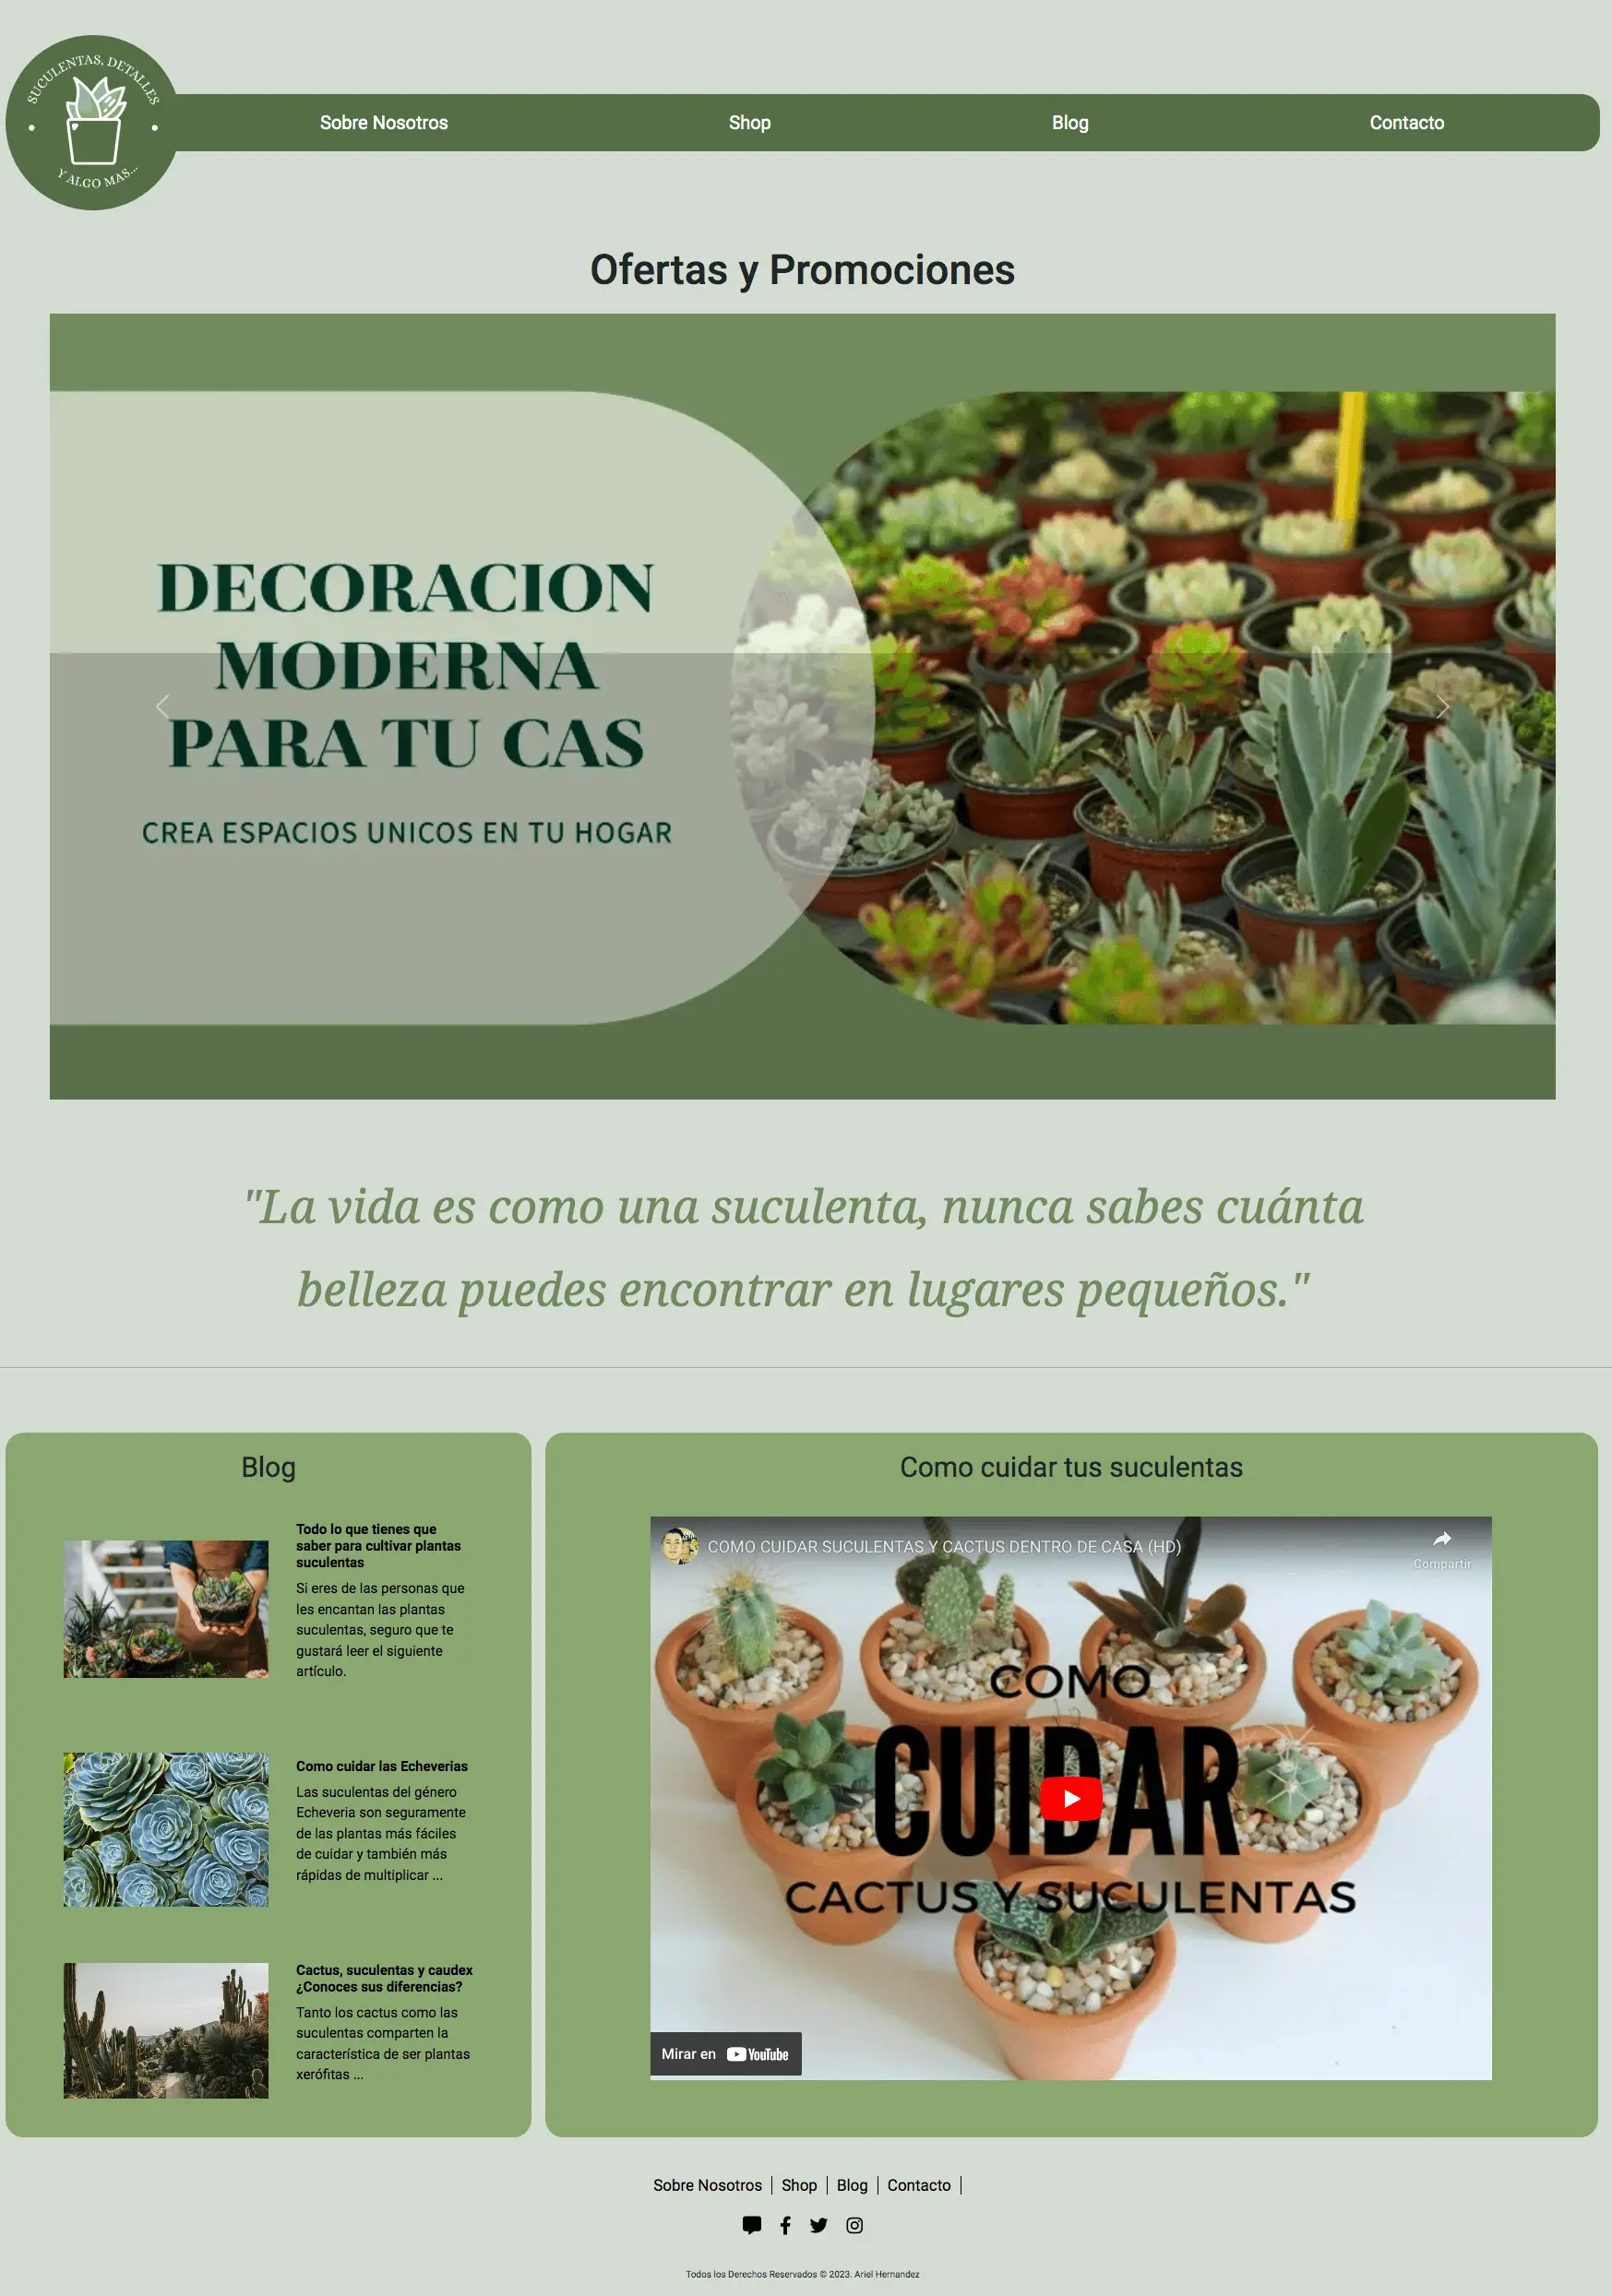 SUCULENTAS, DETALLES
Y ALGO MAS...
Sobre Nosotros
Shop
Blog
Contacto
Ofertas y Promociones
DECORACION
MODERNA
PARA TU CAS
CREA ESPACIOS UNICOS EN TU HOGAR
"La vida es como una suculenta, nunca sabes cuánta
belleza puedes encontrar en lugares pequeños."
Blog
Todo lo que tienes que
saber para cultivar plantas
suculentas
Si eres de las personas que
les encantan las plantas
suculentas, seguro que te
gustará leer el siguiente
artículo.
Como cuidar las Echeverias
Las suculentas del género
Echeveria son seguramente
de las plantas más fáciles
de cuidar y también más
rápidas de multiplicar ...
Cactus, suculentas y caudex
¿Conoces sus diferencias?
Tanto los cactus como las
suculentas comparten la
característica de ser plantas
xerófitas ...
Como cuidar tus suculentas
COMO CUIDAR SUCULENTAS Y CACTUS DENTRO DE CASA (HD)
Compartir
COMO
CUIDAR
CACTUS Y SUCULENTAS
Mirar en YouTube
Sobre Nosotros | Shop | Blog | Contacto |
Todos los Derechos Reservados © 2023. Ariel Hernandez